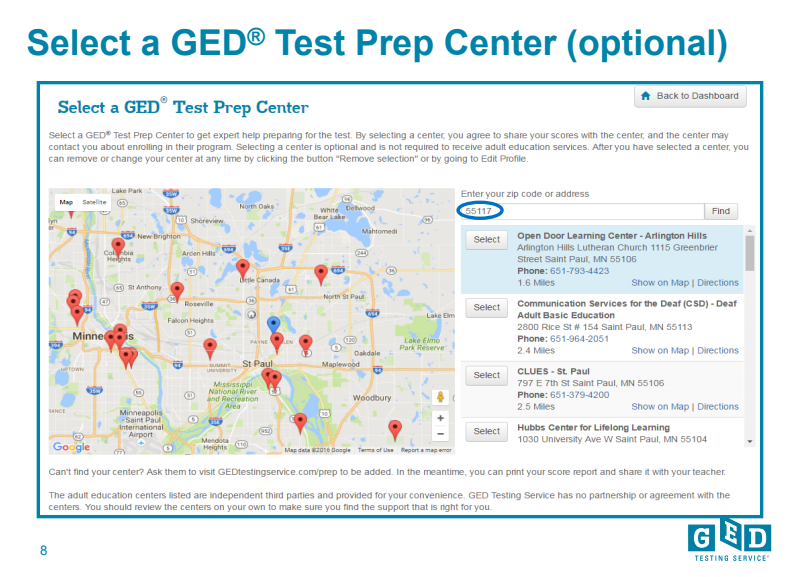 Select a GED® Test Prep Center (optional)
Back to Dashboard
Select a GED® Test Prep Center
Select a GED® Test Prep Center to get expert help preparing for the test. By selecting a center, you agree to share your scores with the center, and the center may
contact you about enrolling in their program. Selecting a center is optional and is not required to receive adult education services. After you have selected a center, you
can remove or change your center at any time by clicking the button "Remove selection" or by going to Edit Profile.
Map Satellite
Lake Park
North Oaks
White Bear Lake
Dellwood
Shoreview
Mahtomedi
New Brighton
Arden Hills
Heights
Little Canada
St Anthony
Roseville
North St Paul
Falcon Heights
Lake Elmo
Park Reserve
Oakdale
St Paul
Maplewood
SUMMIT
UNIVERSITY
Mississippi
National River
and Recreation
Area
Woodbury
Minneapolis
Saint Paul
International
Airport
Mendota
Heights
Google
Map data ©2016 Google
Terms of Use
Report a map error
Enter your zip code or address
55117
Find
Select
Open Door Learning Center - Arlington Hills
Arlington Hills Lutheran Church 1115 Greenbrier
Street Saint Paul, MN 55106
Phone: 651-793-4423
1.6 Miles
Show on Map | Directions
Select
Communication Services for the Deaf (CSD) - Deaf
Adult Basic Education
2800 Rice St # 154 Saint Paul, MN 55113
Phone: 651-964-2051
2.4 Miles
Show on Map | Directions
Select
CLUES - St. Paul
797 E 7th St Saint Paul, MN 55106
Phone: 651-379-4200
2.5 Miles
Show on Map | Directions
Select
Hubbs Center for Lifelong Learning
1030 University Ave W Saint Paul, MN 55104
Can't find your center? Ask them to visit GEDtestingservice.com/prep to be added. In the meantime, you can print your score report and share it with your teacher.
The adult education centers listed are independent third parties and provided for your convenience. GED Testing Service has no partnership or agreement with the
centers. You should review the centers on your own to make sure you find the support that is right for you.
8
GED
TESTING SERVICE®